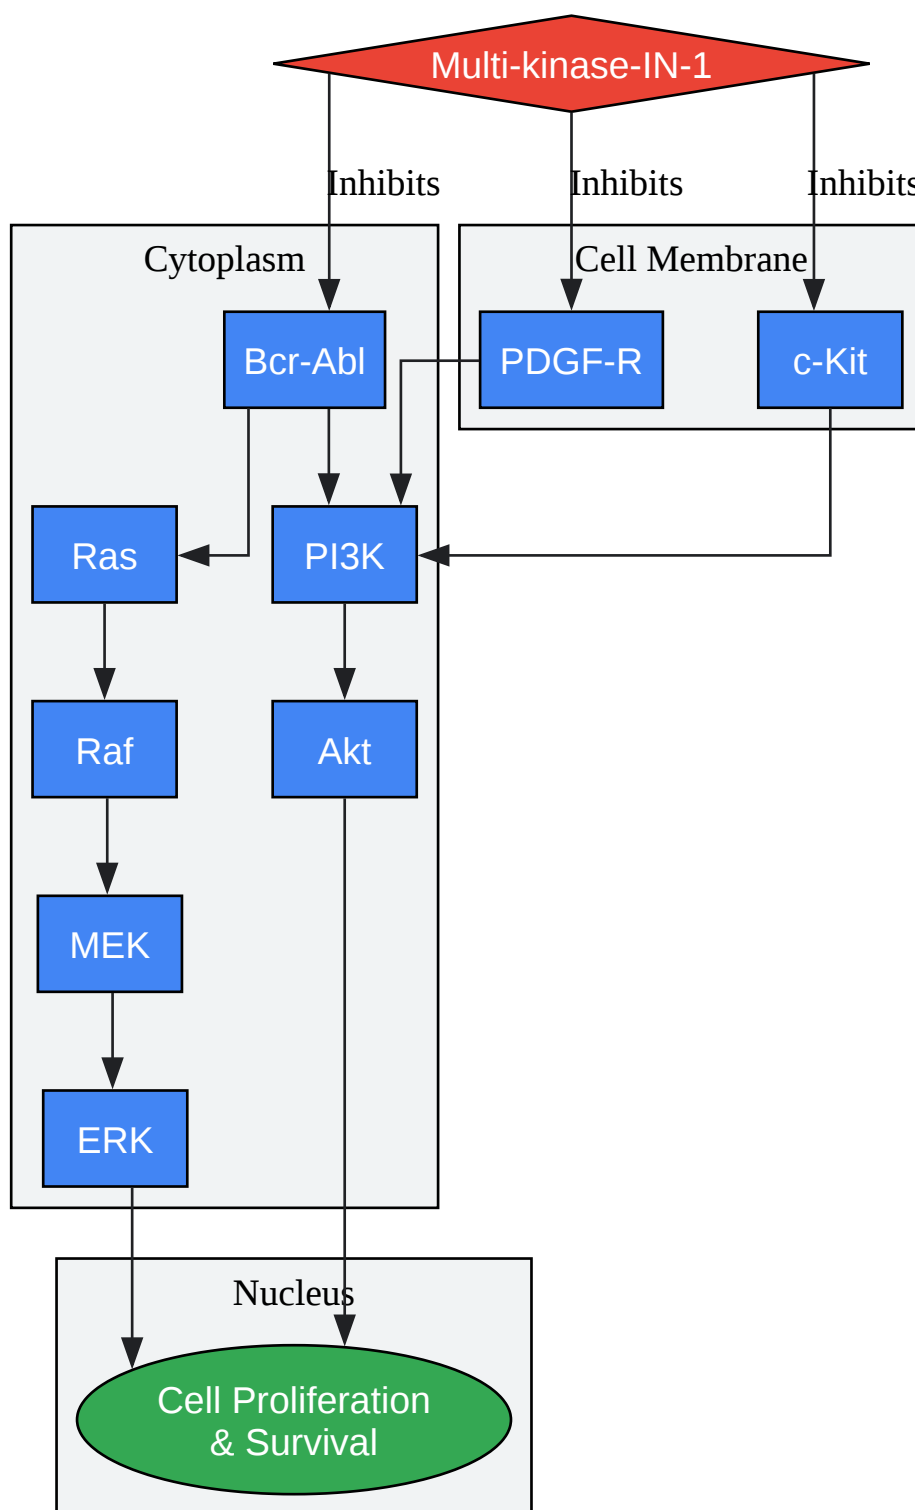 Multi-kinase-IN-1
Inhibits
Inhibits
Inhibits
Cytoplasm
Cell Membrane
Bcr-Abl
PDGF-R
c-Kit
Ras
PI3K
Raf
Akt
MEK
ERK
Nucleus
Cell Proliferation
& Survival